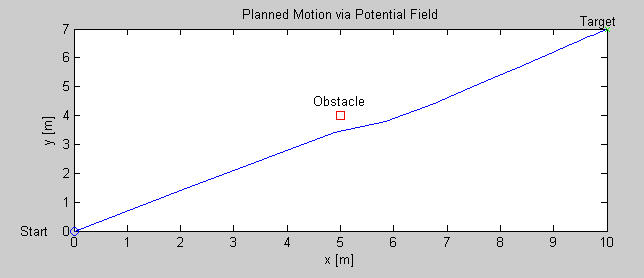 Planned Motion via Potential Field
Target
7
6
5
Obstacle
4
3
2
1
0
y [m]
Start
0 1 2 3 4 5 6 7 8 9 10
x [m]